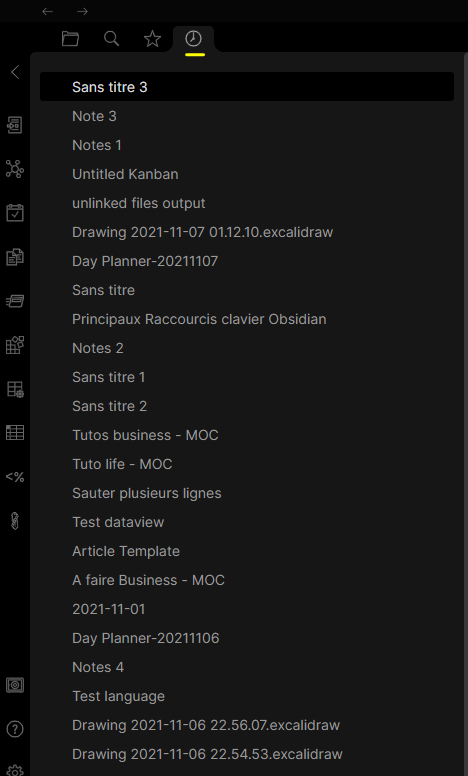 Sans titre 3
Note 3
Notes 1
Untitled Kanban
unlinked files output
Drawing 2021-11-07 01.12.10.excalidraw
Day Planner-20211107
Sans titre
Principaux Raccourcis clavier Obsidian
Notes 2
Sans titre 1
Sans titre 2
Tutos business - MOC
Tuto life - MOC
Sauter plusieurs lignes
Test dataview
<%
Article Template
A faire Business - MOC
2021-11-01
Day Planner-20211106
Notes 4
Test language
Drawing 2021-11-06 22.56.07.excalidraw
Drawing 2021-11-06 22.54.53.excalidraw